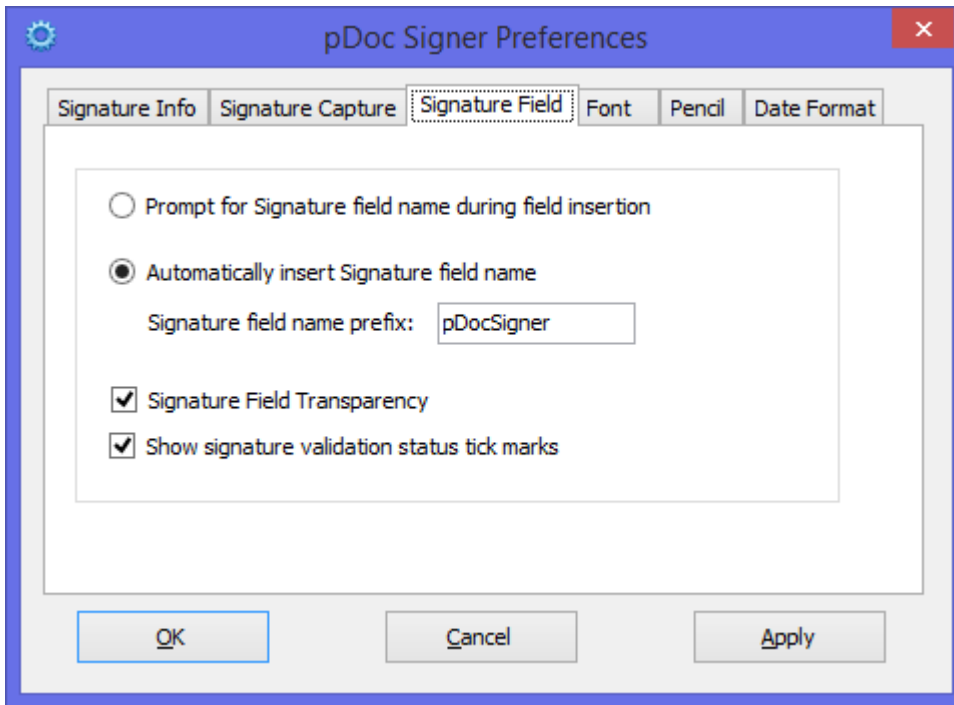 pDoc Signer Preferences
Signature Info Signature Capture Signature Field Font Pencil Date Format
Prompt for Signature field name during field insertion
Automatically insert Signature field name
Signature field name prefix: pDocSigner
Signature Field Transparency
Show signature validation status tick marks
OK Cancel Apply